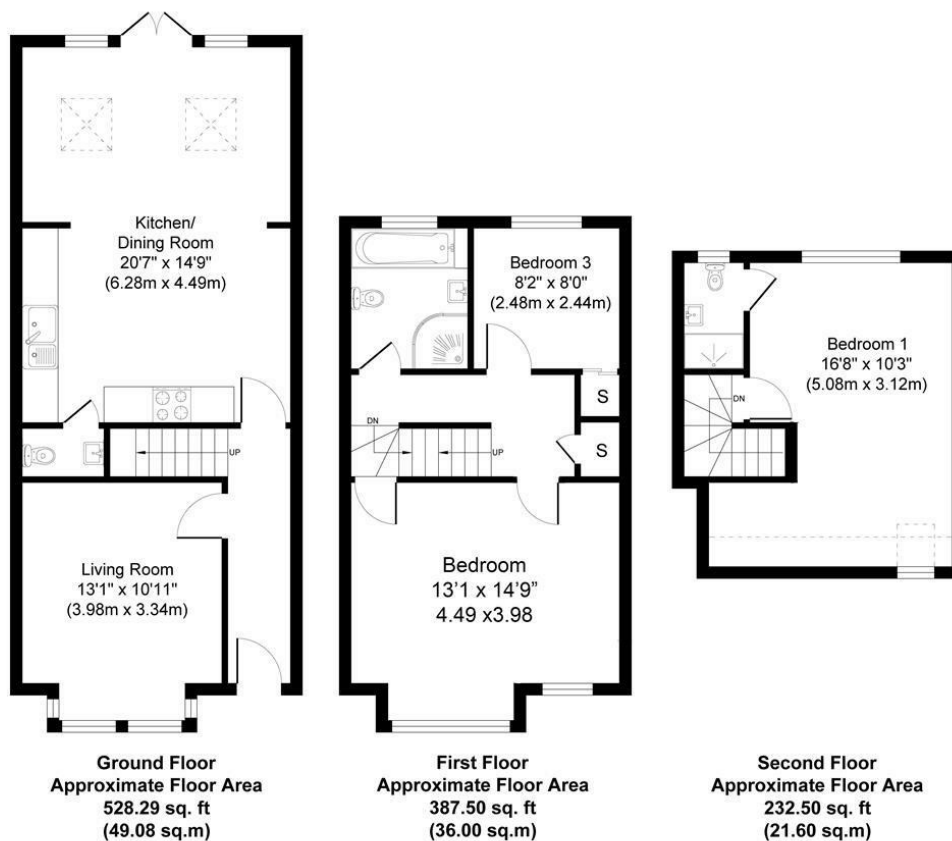 Kitchen/
Dining Room
20'7" x 14'9"
(6.28m x 4.49m)
UP
Living Room
13'1" x 10'11"
(3.98m x 3.34m)
Ground Floor
Approximate Floor Area
528.29 sq. ft
(49.08 sq.m)
Bedroom 3
8'2" x 8'0"
(2.48m x 2.44m)
S
DN
UP
S
Bedroom
13’1 x 14’9”
4.49 x3.98
First Floor
Approximate Floor Area
387.50 sq. ft
(36.00 sq.m)
Bedroom 1
16'8" x 10'3"
(5.08m x 3.12m)
DN
Second Floor
Approximate Floor Area
232.50 sq. ft
(21.60 sq.m)